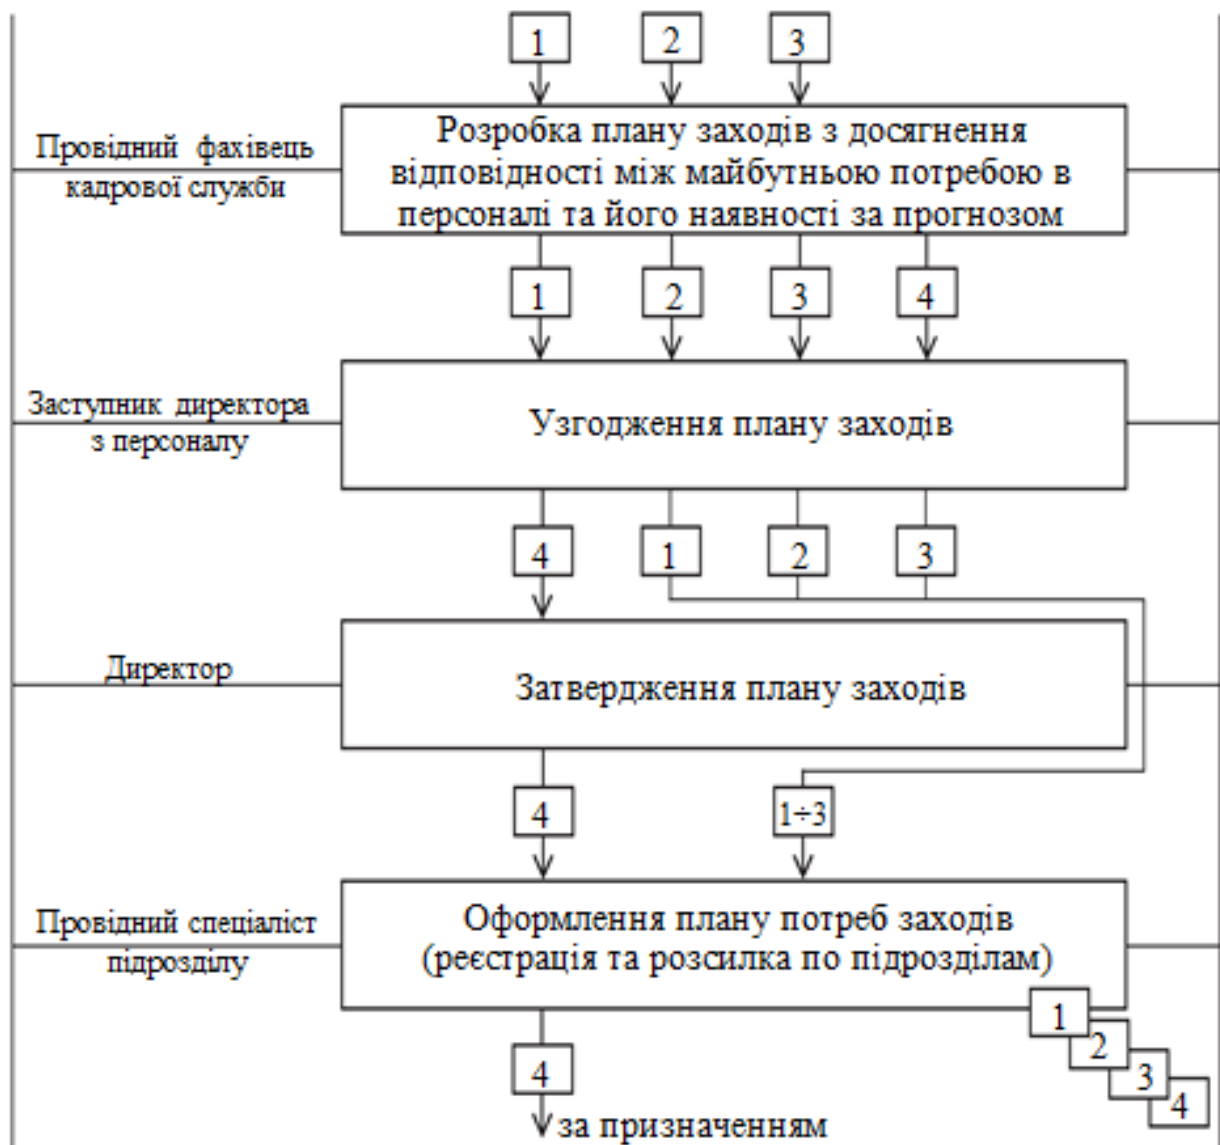 1 2 3
Провідний фахівець
кадрової служби
Розробка плану заходів з досягнення
відповідності між майбутньою потребою в
персоналі та його наявності за прогнозом
1 2 3 4
Заступник директора
з персоналу
Узгодження плану заходів
4 1 2 3
Директор
Затвердження плану заходів
4 1÷3
Провідний спеціаліст
підрозділу
Оформлення плану потреб заходів
(реєстрація та розсилка по підрозділам)
1
2
3
4
4
за призначенням